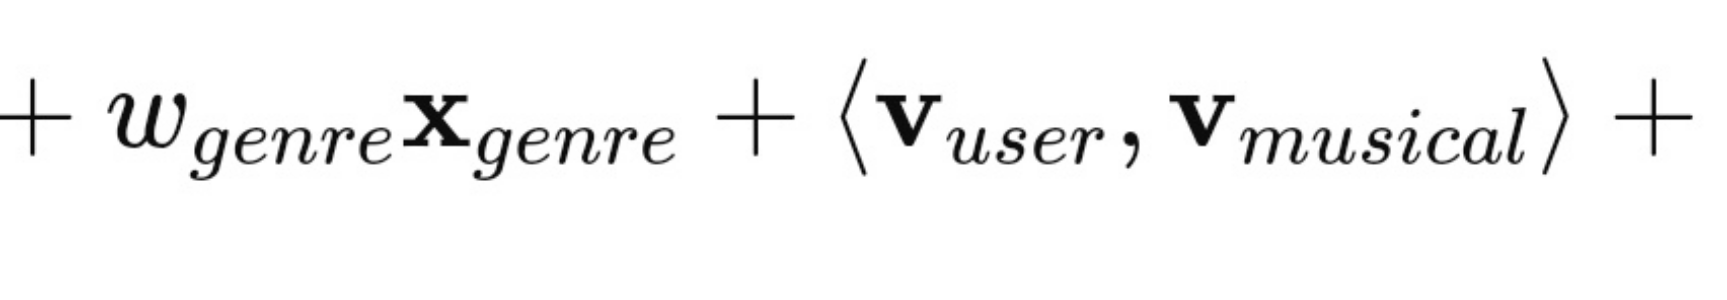 + w_{genre}𝐱_{genre} + ⟨𝐯_{user}, 𝐯_{musical}⟩ +